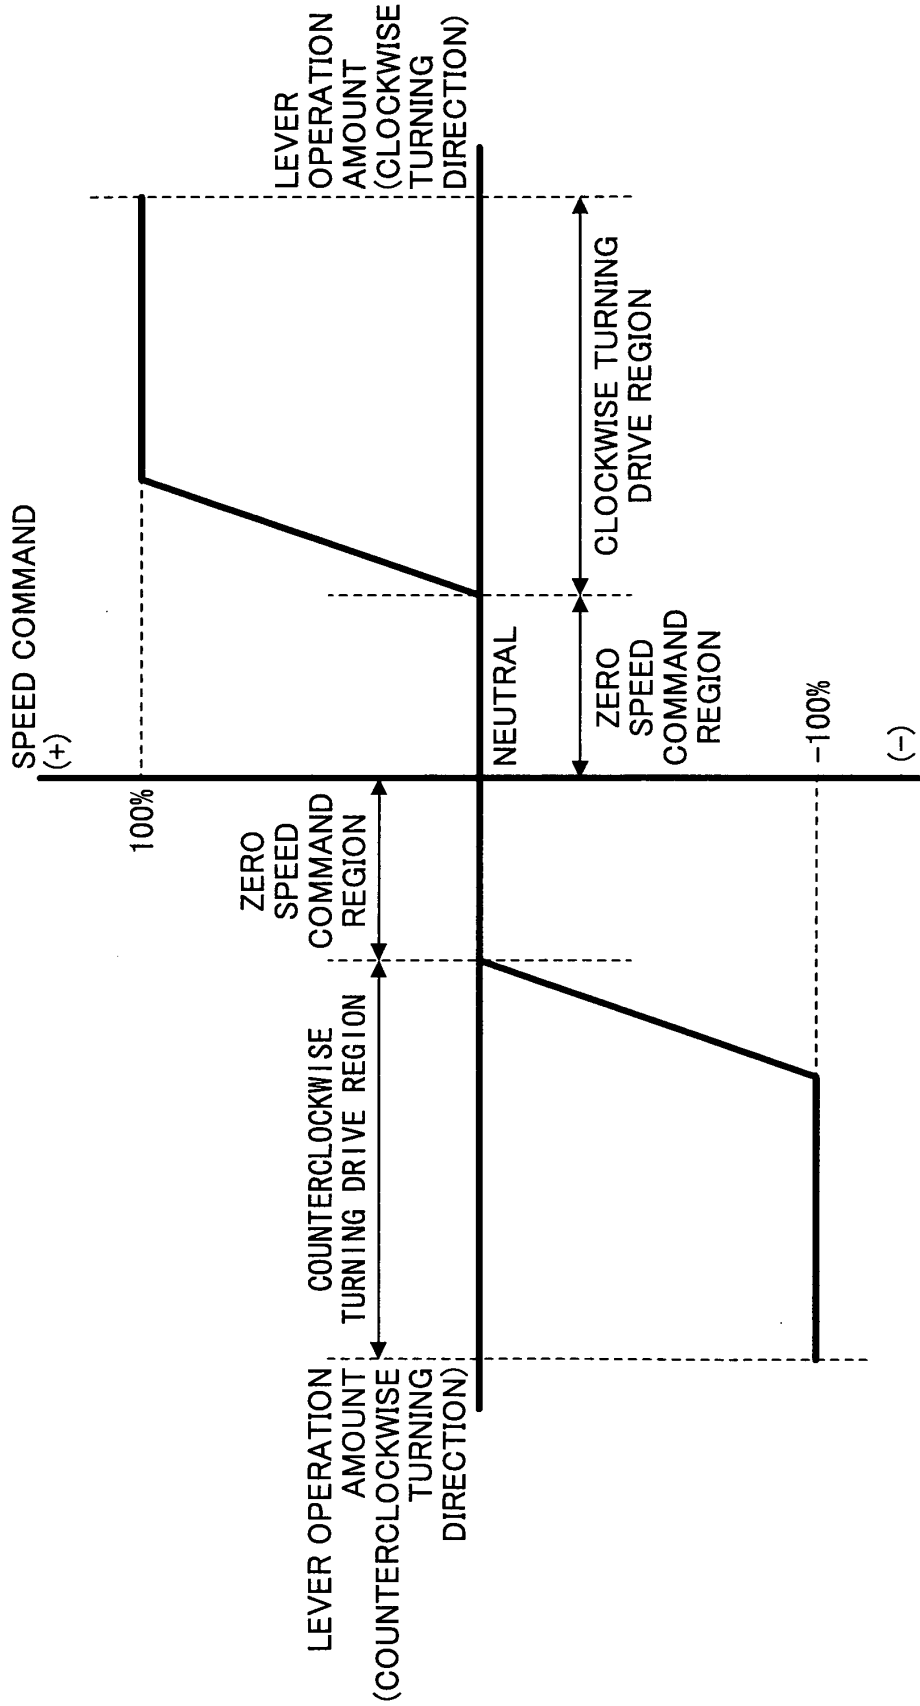 SPEED COMMAND
(+)
100%
LEVER
OPERATION
AMOUNT
(CLOCKWISE
TURNING
DIRECTION)
ZERO
SPEED
COMMAND
REGION
COUNTERCLOCKWISE
TURNING DRIVE REGION
LEVER OPERATION
AMOUNT
(COUNTERCLOCKWISE
TURNING
DIRECTION)
NEUTRAL
ZERO
SPEED
COMMAND
REGION
CLOCKWISE TURNING
DRIVE REGION
-100%
(-)